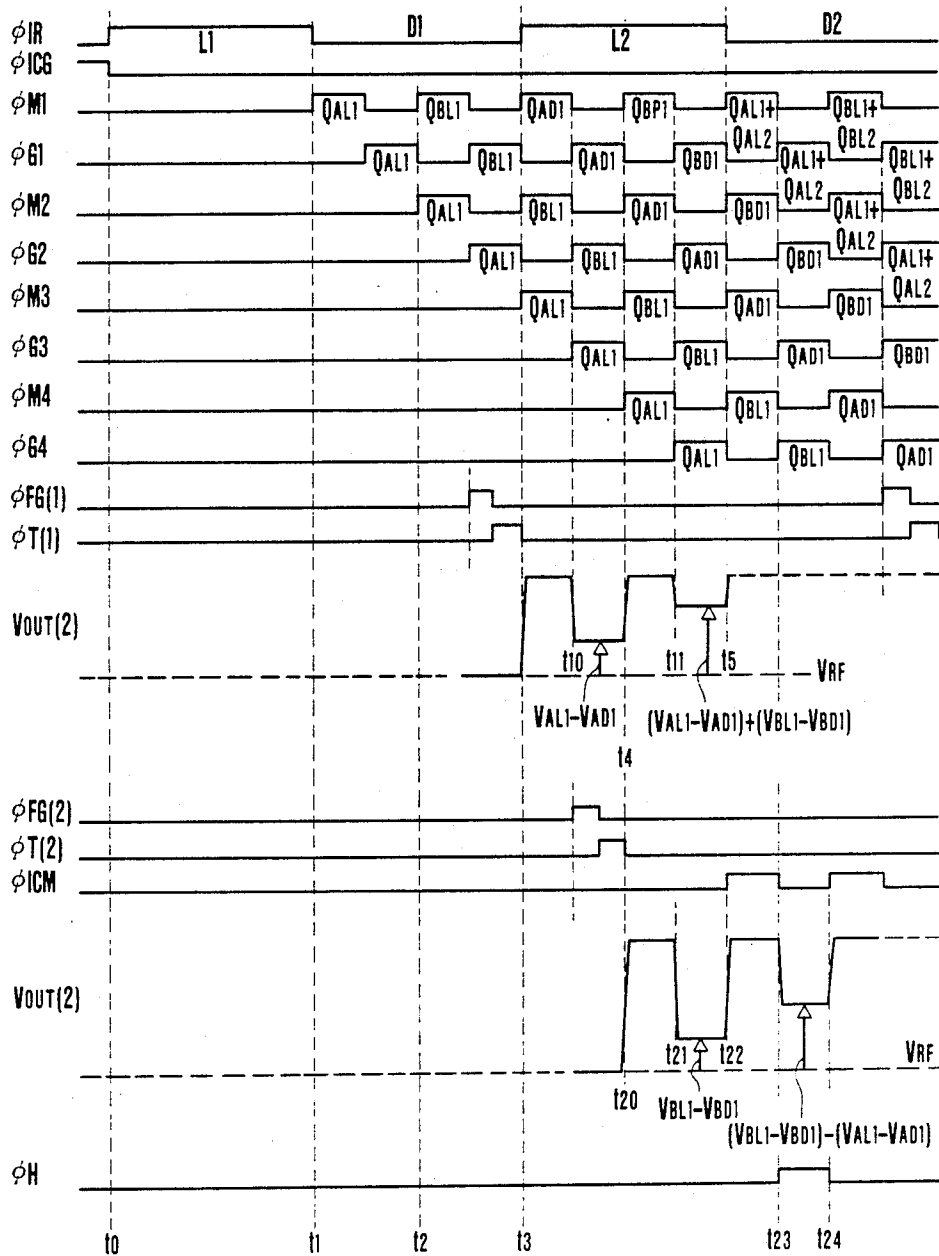 φIR L1 D1 L2 D2
φICG
φM1 QAL1 QBL1 QAD1 QBP1 QAL1+ QBL1+
QAL2 QBL2
φG1 QAL1 QBL1 QAD1 QBD1 QAL1+ QBL1+
QAL2 QBL2
φM2 QAL1 QBL1 QAD1 QBD1 QAL1+
QAL2
φG2 QAL1 QBL1 QAD1 QBD1 QAL1+
QAL2
φM3 QAL1 QBL1 QAD1 QBD1
φG3 QAL1 QBL1 QAD1 QBD1
φM4 QAL1 QBL1 QAD1
φG4 QAL1 QBL1 QAD1
φFG(1)
φT(1)
VOUT(2)
t10 t11 t5 VRF
VAL1-VAD1 (VAL1-VAD1)+(VBL1-VBD1)
t4
φFG(2)
φT(2)
φICM
VOUT(2)
t21 t22 VRF
t20 VBL1-VBD1
(VBL1-VBD1)-(VAL1-VAD1)
φH
t0 t1 t2 t3 t23 t24